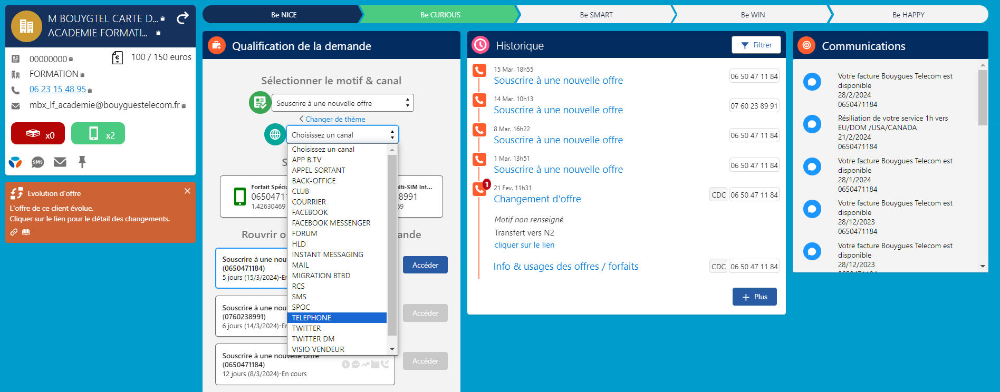 M BOUYGTEL CARTE D...
ACADEMIE FORMATI...
00000000
100 / 150 euros
FORMATION
06 23 15 48 95
mbx_lf_academie@bouyguestelecom.fr
x0
x2
SMS
Evolution d'offre
L'offre de ce client évolue.
Cliquer sur le lien pour le détail des changements.
Be NICE
Be CURIOUS
Be SMART
Be WIN
Be HAPPY
Qualification de la demande
Sélectionner le motif & canal
Souscrire à une nouvelle offre
Changer de thème
Choisissez un canal
Choisissez un canal
APP B.TV
APPEL SORTANT
BACK-OFFICE
CLUB
COURRIER
FACEBOOK
FACEBOOK MESSENGER
FORUM
HLD
INSTANT MESSAGING
MAIL
MIGRATION BTBD
RCS
SMS
SPOC
TELEPHONE
TWITTER
TWITTER DM
VISIO VENDEUR
S
Forfait Spécia
06504711
1.42630469
lti-SIM Int...
8991
59
Rouvrir o
ande
Souscrire à une nou
(0650471184)
5 jours (15/3/2024)-En
Accéder
Souscrire à une nou
(0760238991)
6 jours (14/3/2024)-En
Accéder
Souscrire à une nouvelle offre
(0650471184)
12 jours (8/3/2024)-En cours
Accéder
Historique
Filtrer
15 Mar. 18h55
Souscrire à une nouvelle offre
06 50 47 11 84
14 Mar. 10h13
Souscrire à une nouvelle offre
07 60 23 89 91
8 Mar. 16h22
Souscrire à une nouvelle offre
06 50 47 11 84
1 Mar. 13h51
Souscrire à une nouvelle offre
06 50 47 11 84
1
21 Fev. 11h31
Changement d'offre
CDC
06 50 47 11 84
Motif non renseigné
Transfert vers N2
cliquer sur le lien
Info & usages des offres / forfaits
CDC
06 50 47 11 84
+ Plus
Communications
Votre facture Bouygues Telecom est
disponible
28/2/2024
0650471184
Résiliation de votre service 1h vers
EU/DOM /USA/CANADA
21/2/2024
0650471184
Votre facture Bouygues Telecom est
disponible
28/1/2024
0650471184
Votre facture Bouygues Telecom est
disponible
28/12/2023
0650471184
Votre facture Bouygues Telecom est
disponible
28/12/2023
0650471184